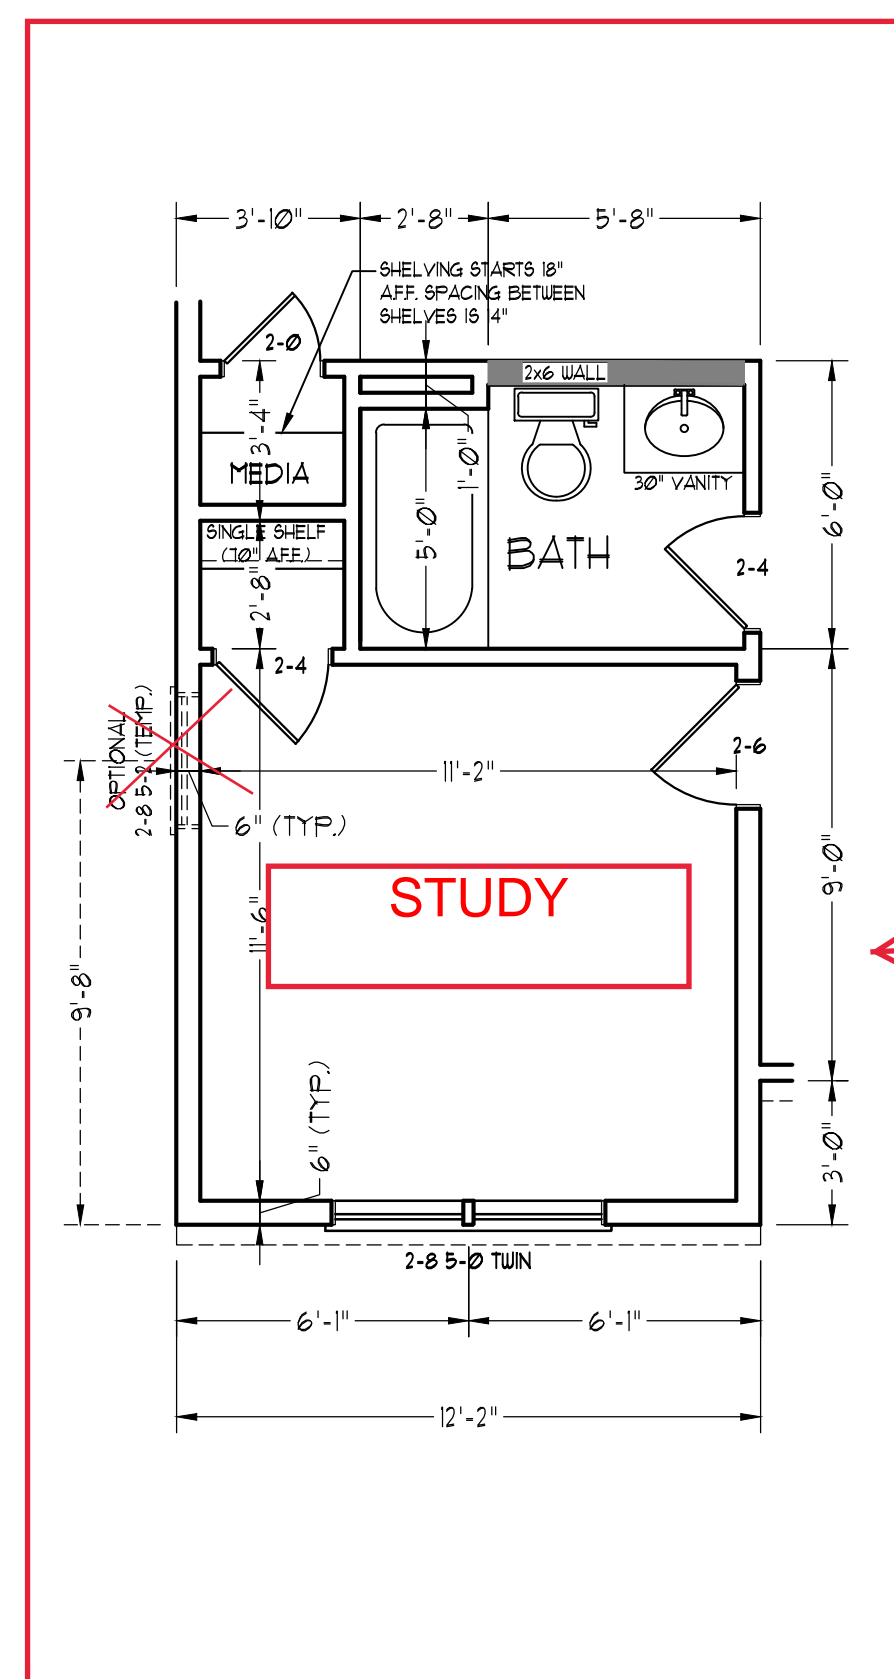 3'-10"
2'-8"
5'-8"
SHELVING STARTS 18"
A.F.F. SPACING BETWEEN
SHELVES IS 14"
2-0
2x6 WALL
3'-4"
MEDIA
1'-0"
30" VANITY
6'-0"
SINGLE SHELF
(70" A.F.F.)
5'-0"
BATH
2-4
2'-8"
2-4
OPTIONAL
2-8 5-2 (TEMP.)
2-6
11'-2"
6" (TYP.)
STUDY
9'-0"
11'-6"
9'-8"
6" (TYP.)
3'-0"
2-8 5-0 TWIN
6'-1"
6'-1"
12'-2"